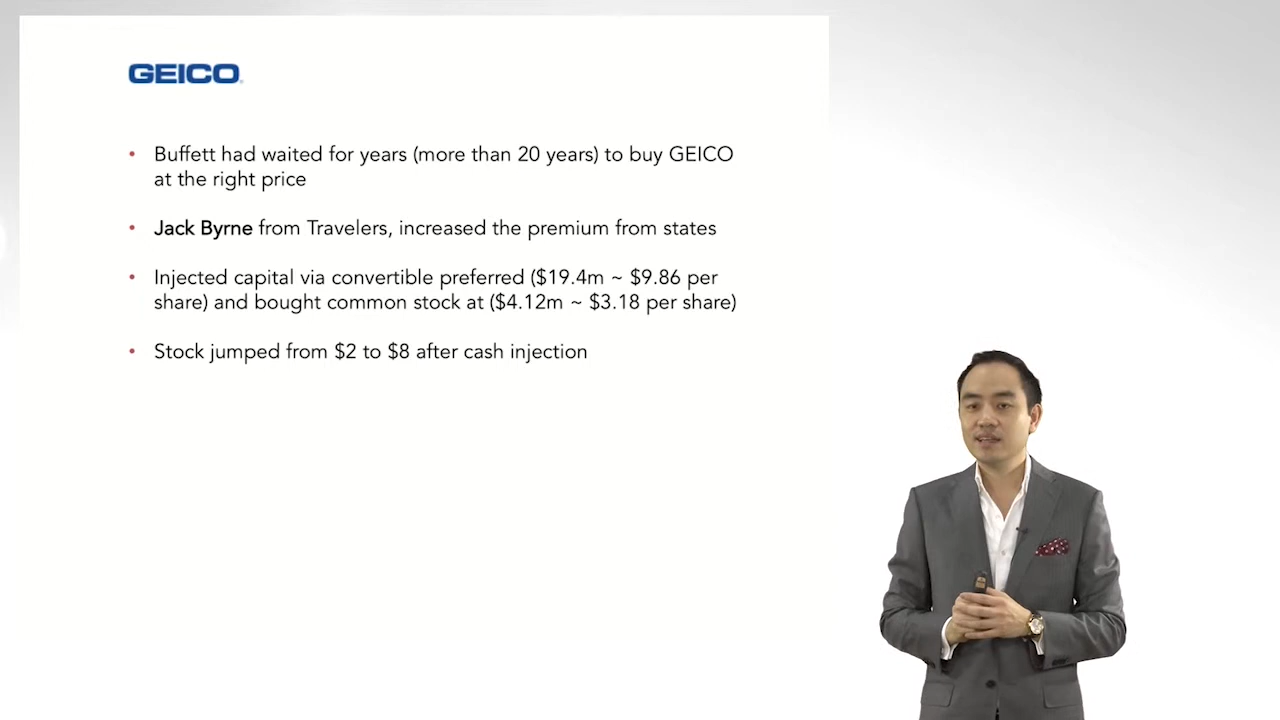 GEICO
• Buffett had waited for years (more than 20 years) to buy GEICO
at the right price
• Jack Byrne from Travelers, increased the premium from states
• Injected capital via convertible preferred ($19.4m ~ $9.86 per
share) and bought common stock at ($4.12m ~ $3.18 per share)
• Stock jumped from $2 to $8 after cash injection